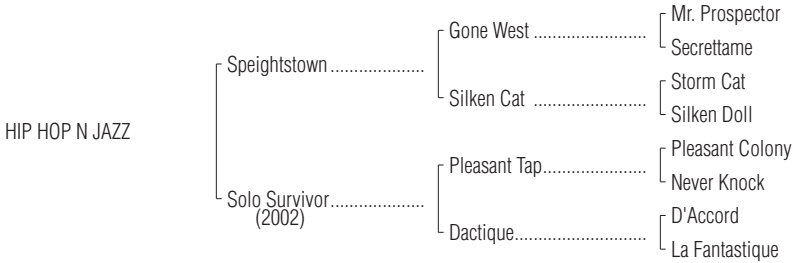 Mr. Prospector
Gone West ........................
Secrettame
Speightstown ....................
Storm Cat
Silken Cat ........................
Silken Doll
HIP HOP N JAZZ
Pleasant Colony
Pleasant Tap......................
Never Knock
Solo Survivor....................
(2002)
D'Accord
Dactique............................
La Fantastique